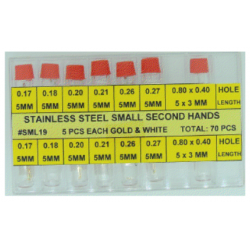 0.17 0.18 0.20 0.21 0.26 0.27 0.80 x 0.40 HOLE
5MM 5MM 5MM 5MM 5MM 5MM 5 x 3 MM LENGTH
STAINLESS STEEL SMALL SECOND HANDS
#SML19 5 PCS EACH GOLD & WHITE TOTAL: 70 PCS
0.17 0.18 0.20 0.21 0.26 0.27 0.80 x 0.40 HOLE
5MM 5MM 5MM 5MM 5MM 5MM 5 x 3 MM LENGTH